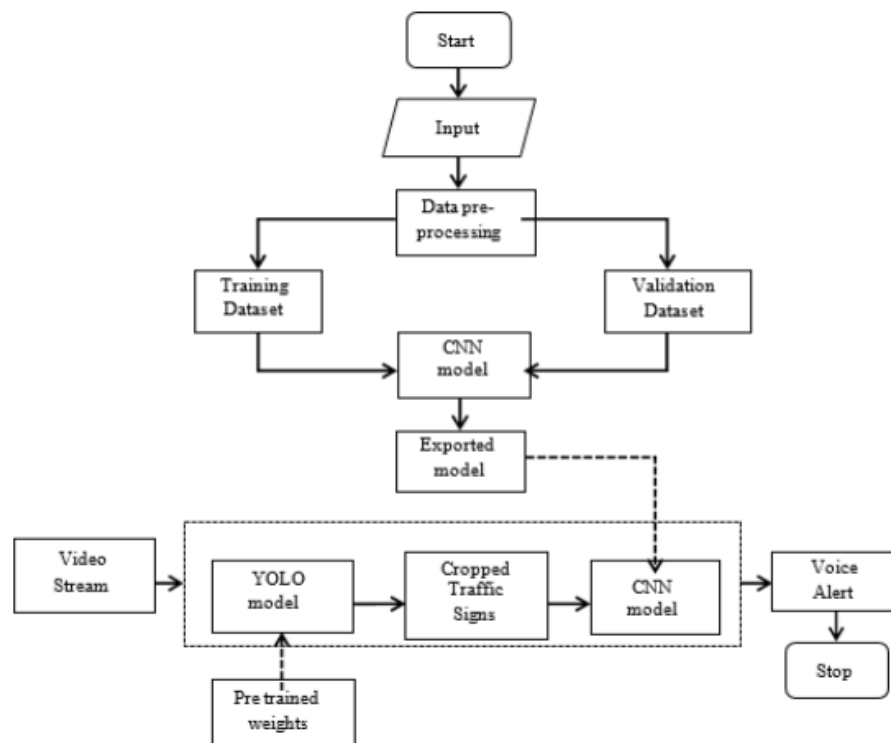 Start
Input
Data pre-
processing
Training
Dataset
Validation
Dataset
CNN
model
Exported
model
Video
Stream
YOLO
model
Cropped
Traffic
Signs
CNN
model
Voice
Alert
Stop
Pre trained
weights